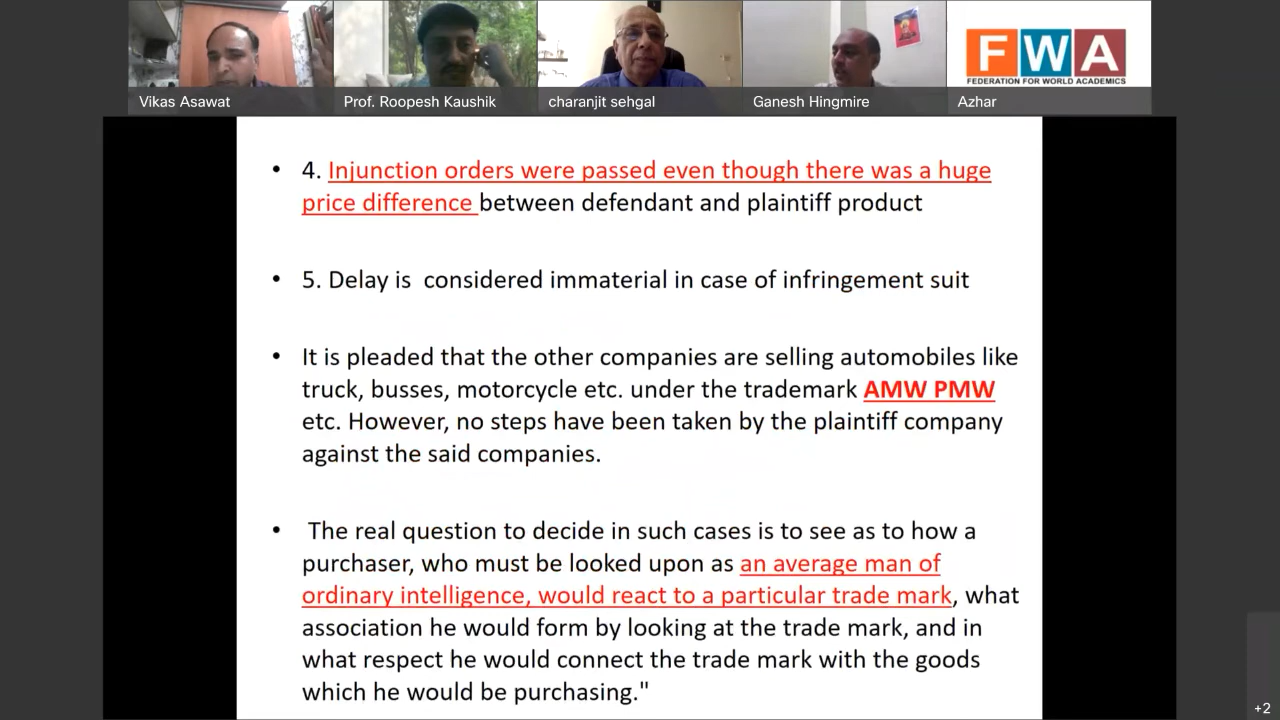 FWA
FEDERATION FOR WORLD ACADEMICS
Vikas Asawat
Prof. Roopesh Kaushik
charanjit sehgal
Ganesh Hingmire
Azhar
• 4. Injunction orders were passed even though there was a huge
price difference between defendant and plaintiff product
• 5. Delay is considered immaterial in case of infringement suit
• It is pleaded that the other companies are selling automobiles like
truck, busses, motorcycle etc. under the trademark AMW PMW
etc. However, no steps have been taken by the plaintiff company
against the said companies.
• The real question to decide in such cases is to see as to how a
purchaser, who must be looked upon as an average man of
ordinary intelligence, would react to a particular trade mark, what
association he would form by looking at the trade mark, and in
what respect he would connect the trade mark with the goods
which he would be purchasing."
+2